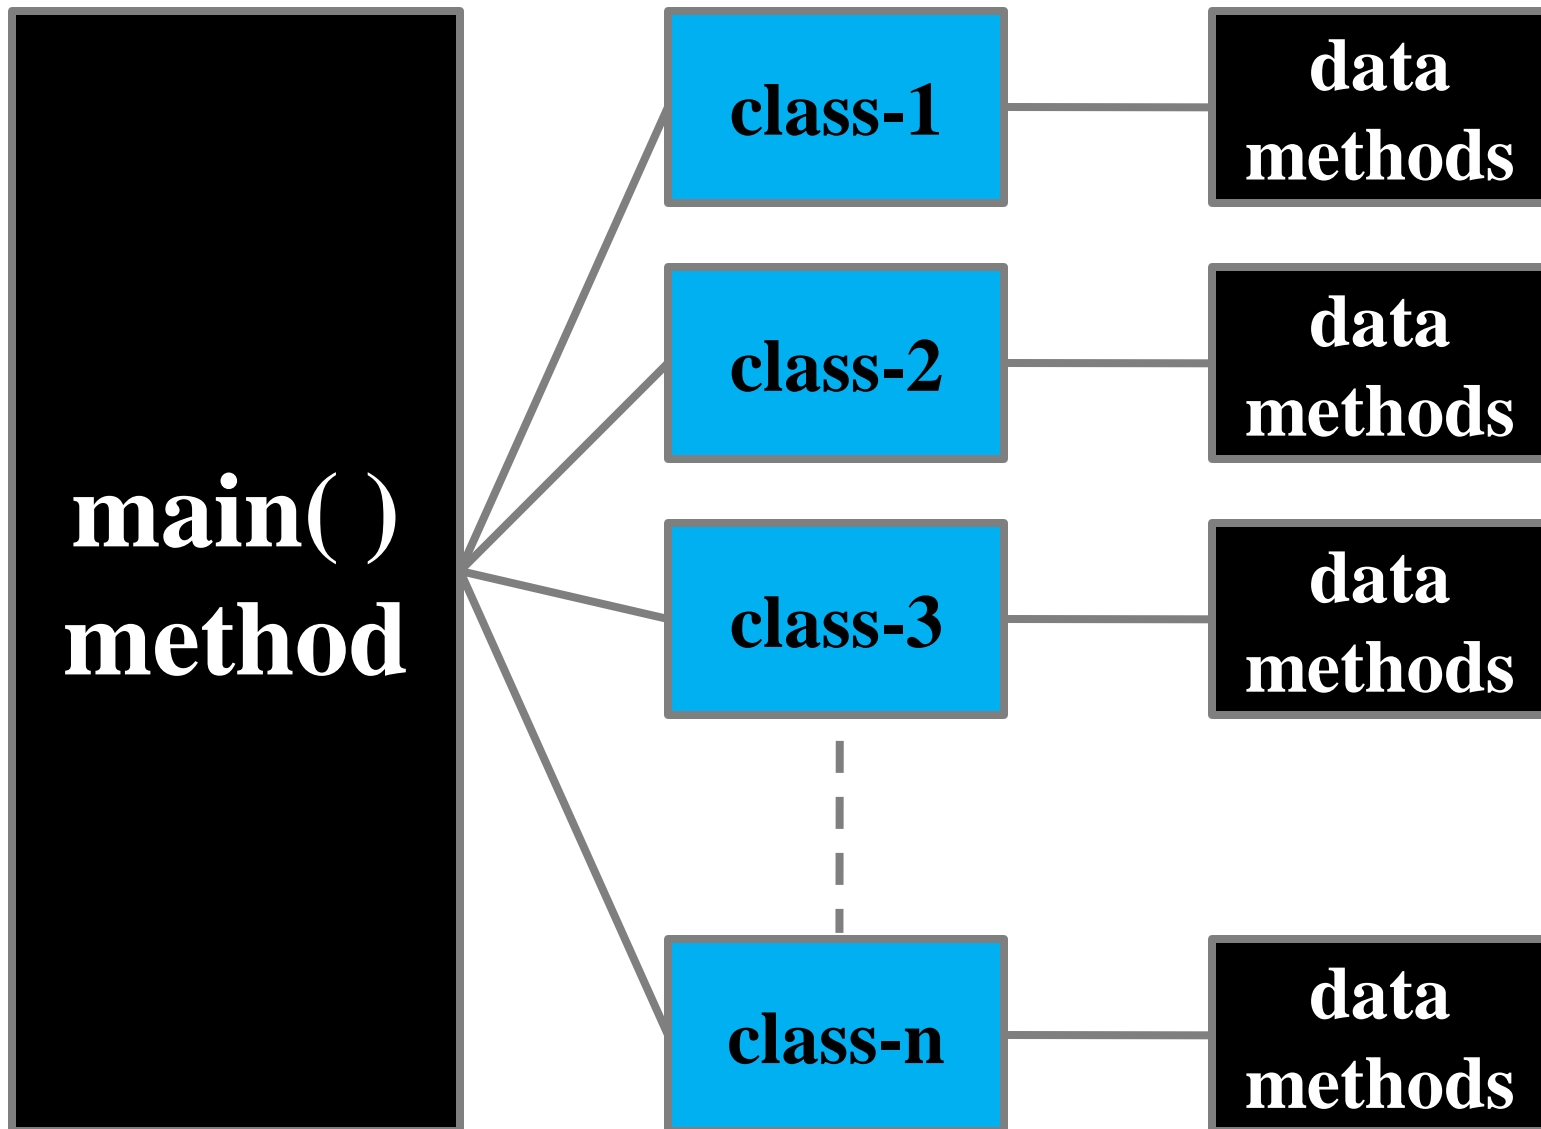 main( )
method
class-1
data
methods
class-2
data
methods
class-3
data
methods
class-n
data
methods